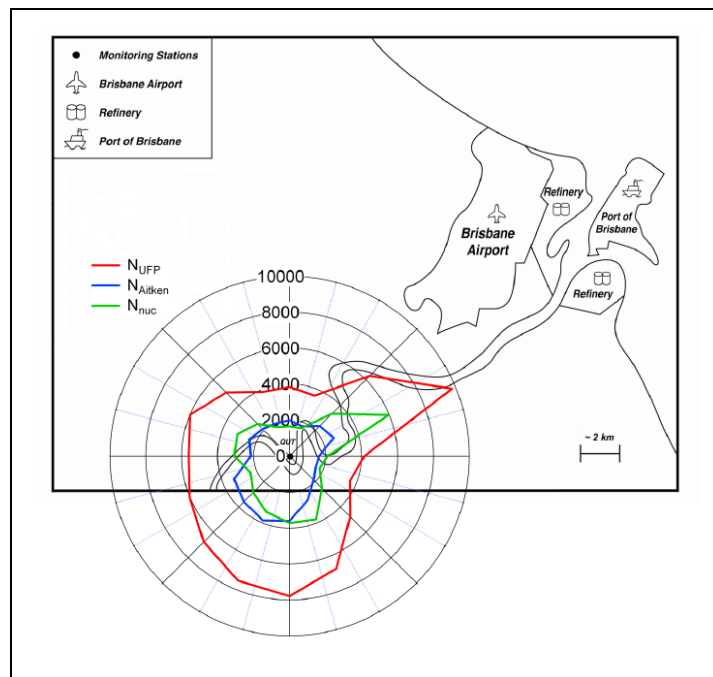 Monitoring Stations
Brisbane Airport
Refinery
Port of Brisbane
Refinery
Port of
Brisbane
Brisbane
Airport
Refinery
N_UFP
N_Aitken
N_nuc
10000
8000
6000
4000
2000
QUT
0
~ 2 km